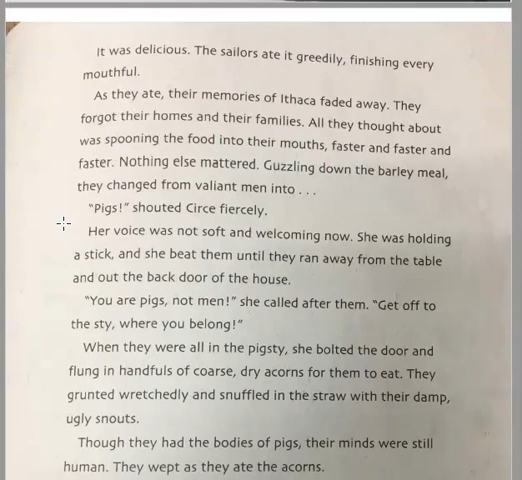 It was delicious. The sailors ate it greedily, finishing every
mouthful.
As they ate, their memories of Ithaca faded away. They
forgot their homes and their families. All they thought about
was spooning the food into their mouths, faster and faster and
faster. Nothing else mattered. Guzzling down the barley meal,
they changed from valiant men into . . .
“Pigs!” shouted Circe fiercely.
Her voice was not soft and welcoming now. She was holding
a stick, and she beat them until they ran away from the table
and out the back door of the house.
“You are pigs, not men!” she called after them. “Get off to
the sty, where you belong!”
When they were all in the pigsty, she bolted the door and
flung in handfuls of coarse, dry acorns for them to eat. They
grunted wretchedly and snuffled in the straw with their damp,
ugly snouts.
Though they had the bodies of pigs, their minds were still
human. They wept as they ate the acorns.